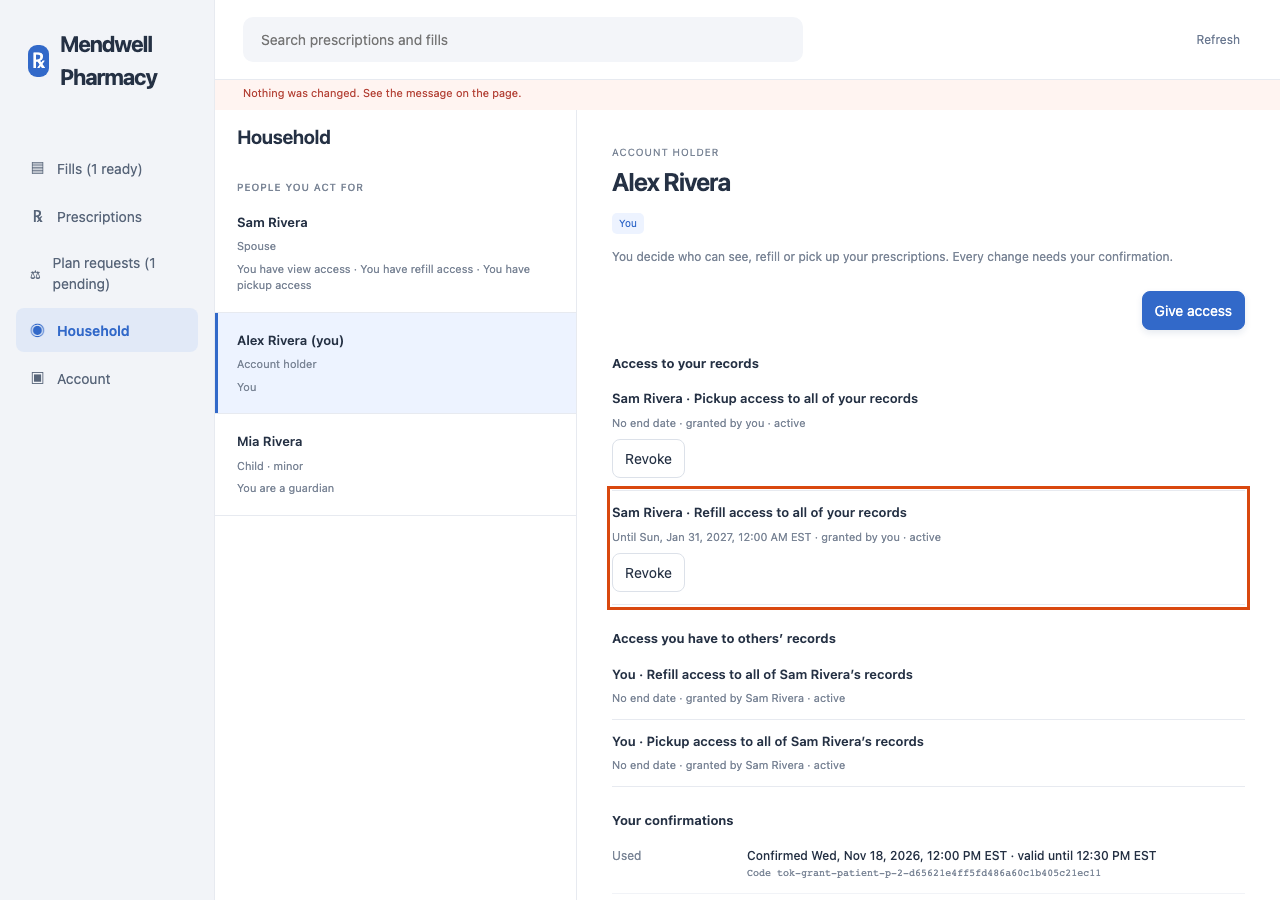 Mendwell
Pharmacy
Fills (1 ready)
Prescriptions
Plan requests (1
pending)
Household
Account
Search prescriptions and fills
Refresh
Nothing was changed. See the message on the page.
Household
PEOPLE YOU ACT FOR
Sam Rivera
Spouse
You have view access · You have refill access · You have
pickup access
Alex Rivera (you)
Account holder
You
Mia Rivera
Child · minor
You are a guardian
ACCOUNT HOLDER
Alex Rivera
You
You decide who can see, refill or pick up your prescriptions. Every change needs your confirmation.
Give access
Access to your records
Sam Rivera · Pickup access to all of your records
No end date · granted by you · active
Revoke
Sam Rivera · Refill access to all of your records
Until Sun, Jan 31, 2027, 12:00 AM EST · granted by you · active
Revoke
Access you have to others’ records
You · Refill access to all of Sam Rivera’s records
No end date · granted by Sam Rivera · active
You · Pickup access to all of Sam Rivera’s records
No end date · granted by Sam Rivera · active
Your confirmations
Used
Confirmed Wed, Nov 18, 2026, 12:00 PM EST · valid until 12:30 PM EST
Code tok-grant-patient-p-2-d65621e4ff5fd486a60c1b405c21ec11